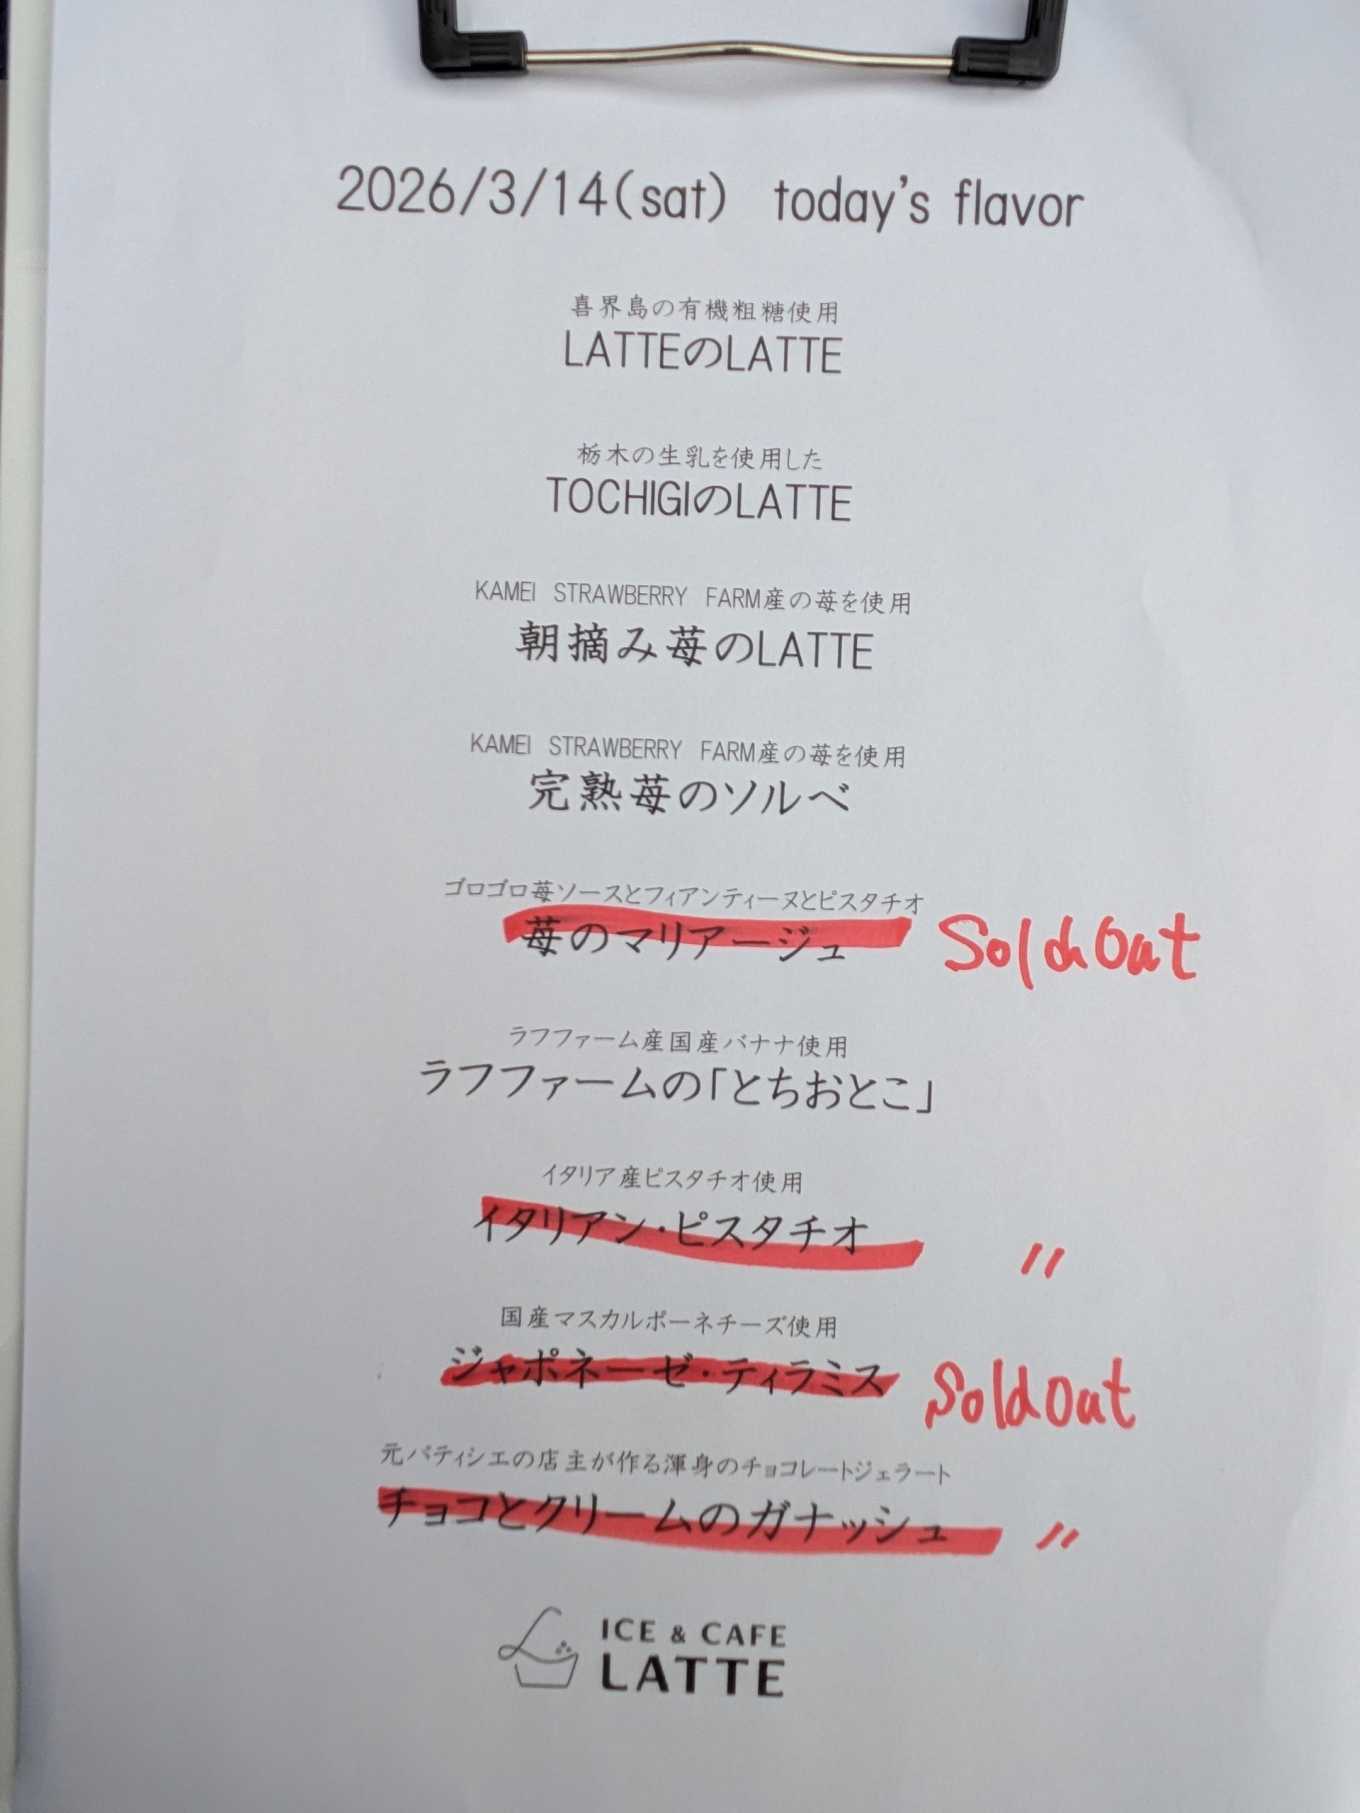 2026/3/14(sat) today's flavor
喜界島の有機粗糖使用
LATTEのLATTE
栃木の生乳を使用した
TOCHIGIのLATTE
KAMEI STRAWBERRY FARM産の苺を使用
朝摘み苺のLATTE
KAMEI STRAWBERRY FARM産の苺を使用
完熟苺のソルベ
ゴロゴロ苺ソースとフィアンティーヌとピスタチオ
苺のマリアージュ Sold Out
ラフファーム産国産バナナ使用
ラフファームの「とちおとこ」
イタリア産ピスタチオ使用
イタリアン・ピスタチオ 〃
国産マスカルポーネチーズ使用
ジャポネーゼ・ティラミス Sold Out
元パティシエの店主が作る渾身のチョコレートジェラート
チョコとクリームのガナッシュ 〃
ICE & CAFE
LATTE